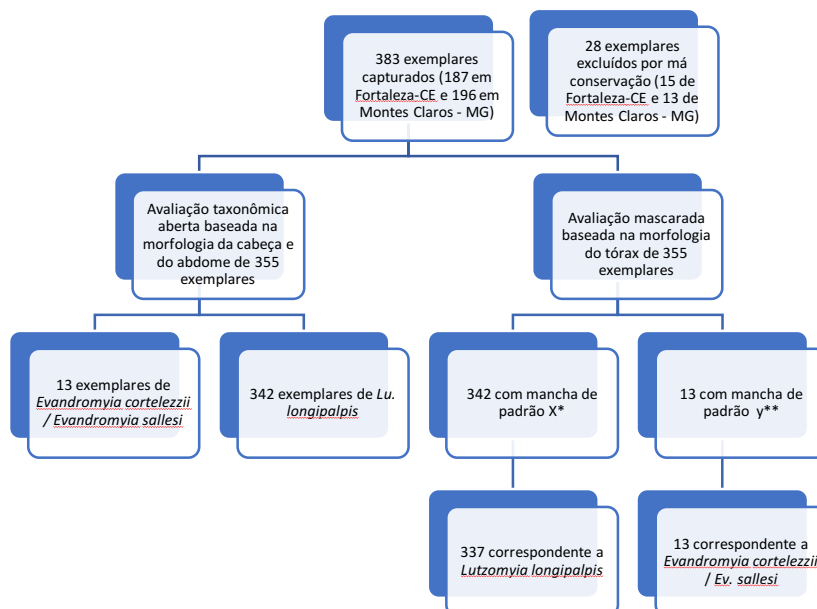 383 exemplares
capturados (187 em
Fortaleza-CE e 196 em
Montes Claros - MG)
28 exemplares
excluídos por má
conservação (15 de
Fortaleza-CE e 13 de
Montes Claros - MG)
Avaliação taxonômica
aberta baseada na
morfologia da cabeça e
do abdome de 355
exemplares
Avaliação mascarada
baseada na morfologia
do tórax de 355
exemplares
13 exemplares de
Evandromyia cortelezzii
/ Evandromyia sallesi
342 exemplares de Lu.
longipalpis
342 com mancha de
padrão X*
13 com mancha de
padrão y**
337 correspondente a
Lutzomyia longipalpis
13 correspondente a
Evandromyia cortelezzii
/ Ev. sallesi